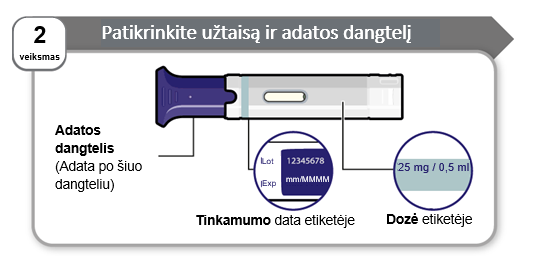 2
veiksmas
Patikrinkite užtaisą ir adatos dangtelį
Adatos
dangtelis
(Adata po šiuo
dangteliu)
Lot 12345678
Exp mm/MMMM
Tinkamumo data etiketėje
25 mg / 0,5 ml
Dozė etiketėje